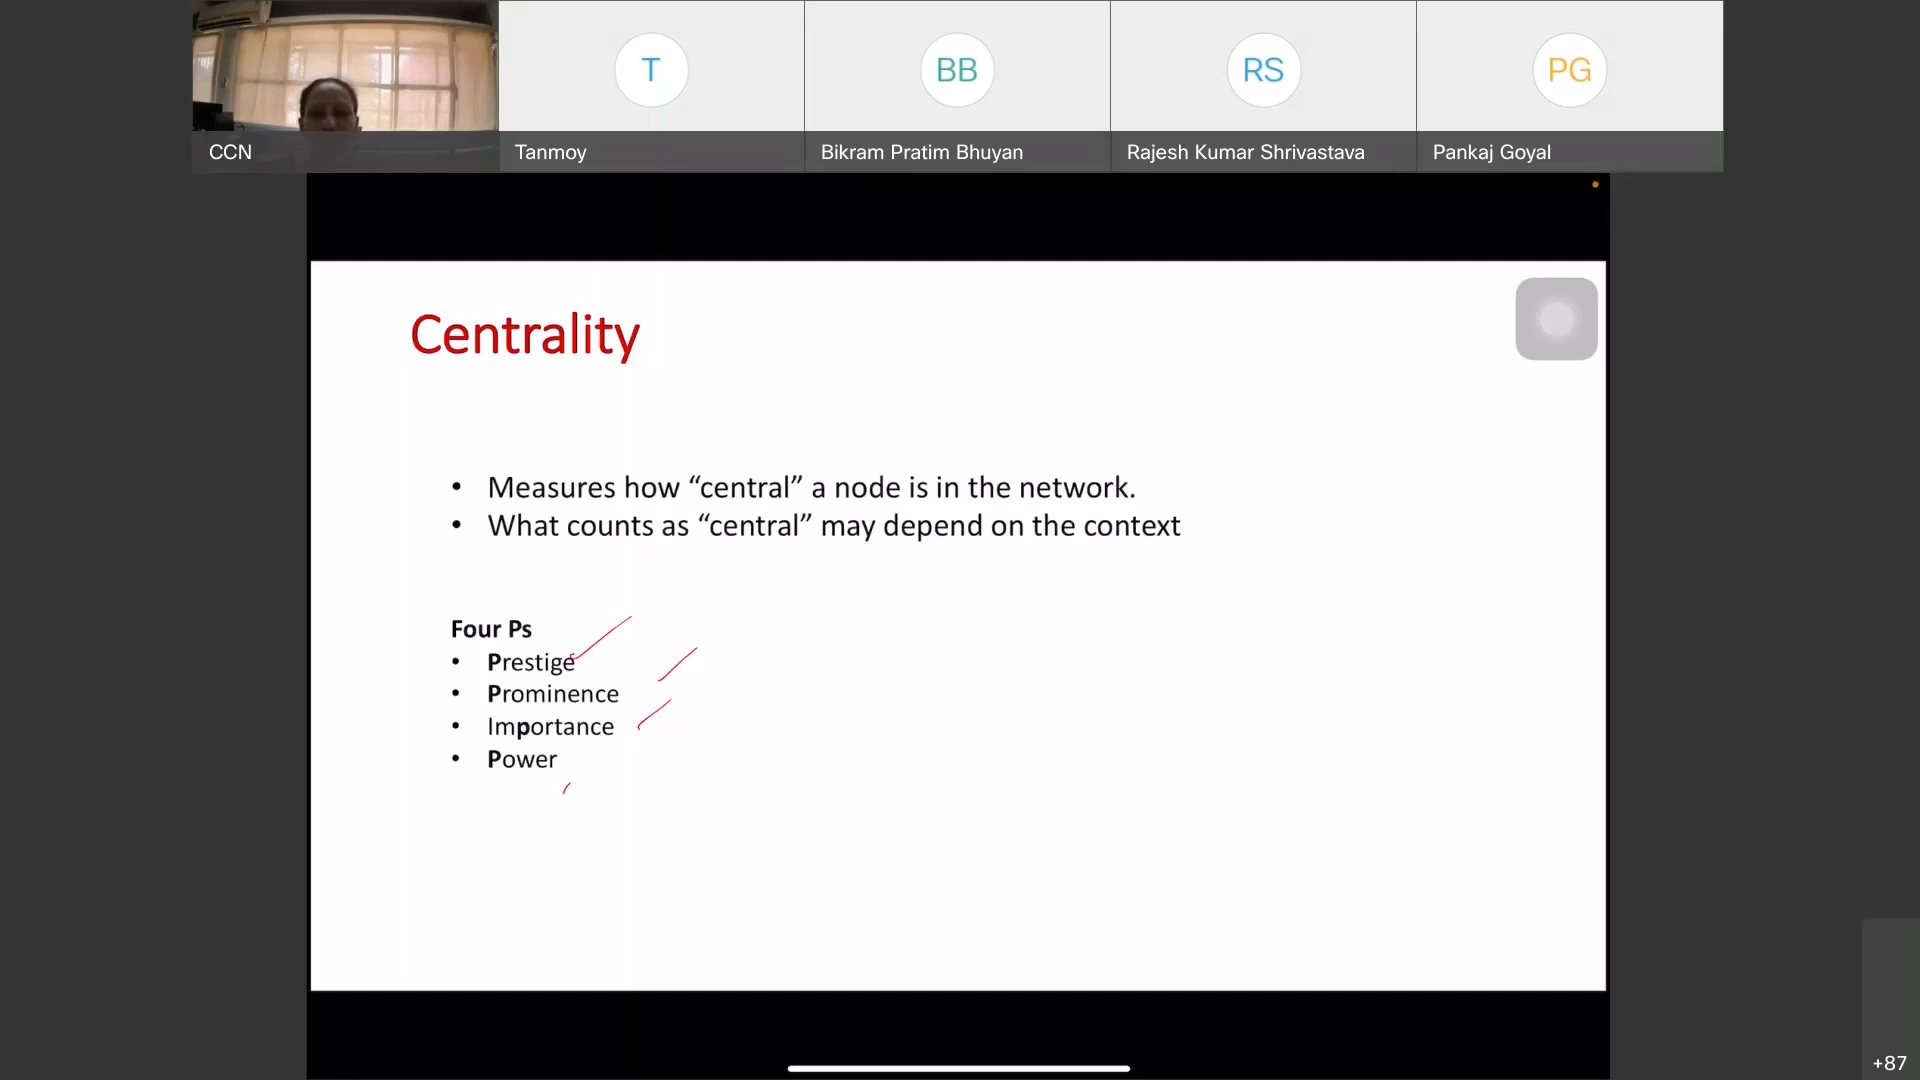 T
BB
RS
PG
CCN
Tanmoy
Bikram Pratim Bhuyan
Rajesh Kumar Shrivastava
Pankaj Goyal
Centrality
• Measures how “central” a node is in the network.
• What counts as “central” may depend on the context
Four Ps
• Prestige
• Prominence
• Importance
• Power
+87